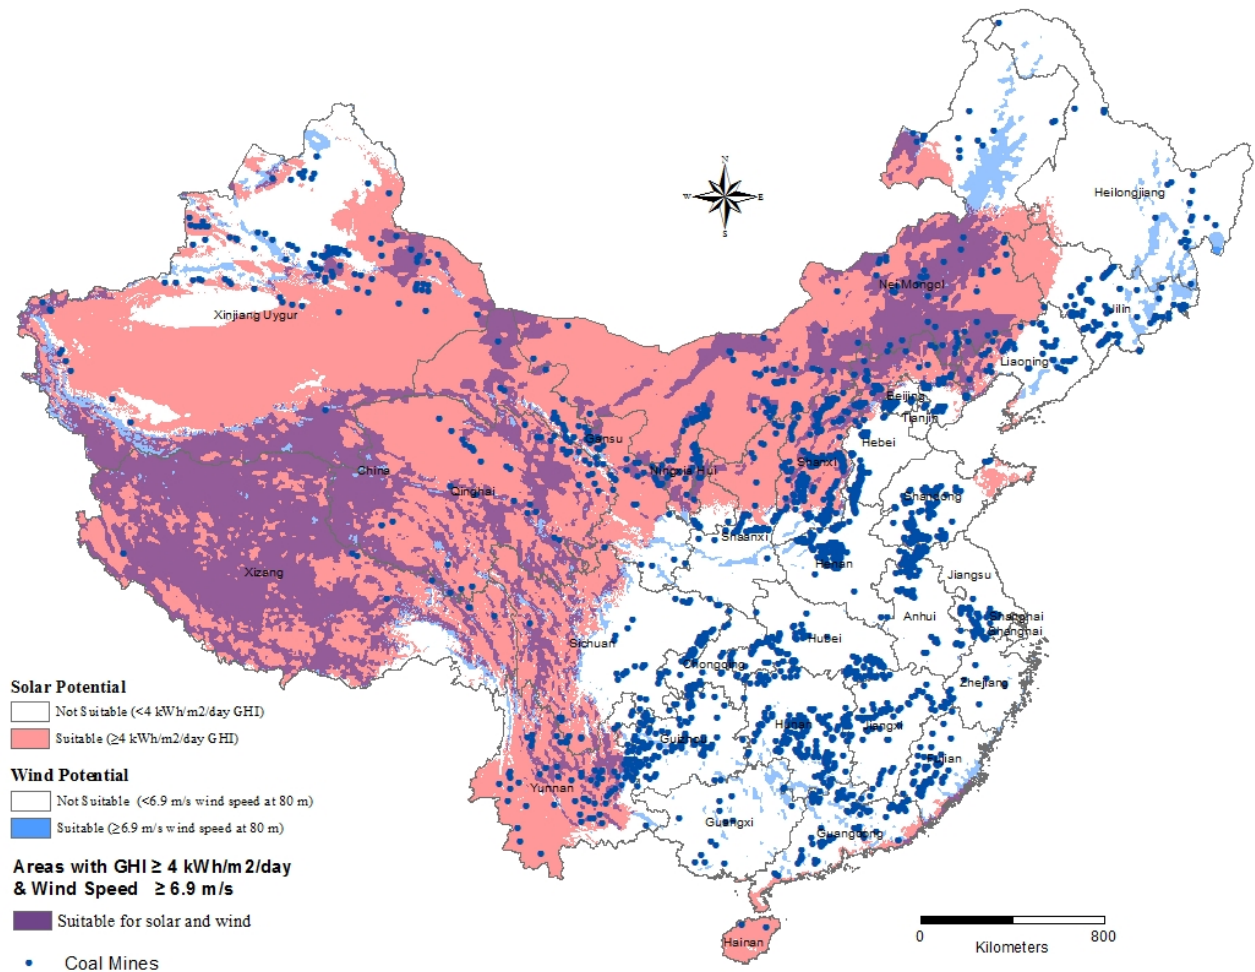 N
W
E
S
Heilongjiang
Nei Mongol
Jilin
Xinjiang Uygur
Liaoning
Beijing
Tianjin
Gansu
Hebei
China
Ningxia Hui
Shanxi
Qinghai
Shandong
Shaanxi
Henan
Xizang
Jiangsu
Anhui
Shanghai
Shanghai
Sichuan
Hubei
Chongqing
Zhejiang
Hunan
Jiangxi
Guizhou
Fujian
Yunnan
Guangxi
Guangdong
Hainan
Solar Potential
Not Suitable (<4 kWh/m2/day GHI)
Suitable (≥4 kWh/m2/day GHI)
Wind Potential
Not Suitable (<6.9 m/s wind speed at 80 m)
Suitable (≥6.9 m/s wind speed at 80 m)
Areas with GHI ≥ 4 kWh/m2/day
& Wind Speed ≥ 6.9 m/s
Suitable for solar and wind
Coal Mines
0 800
Kilometers